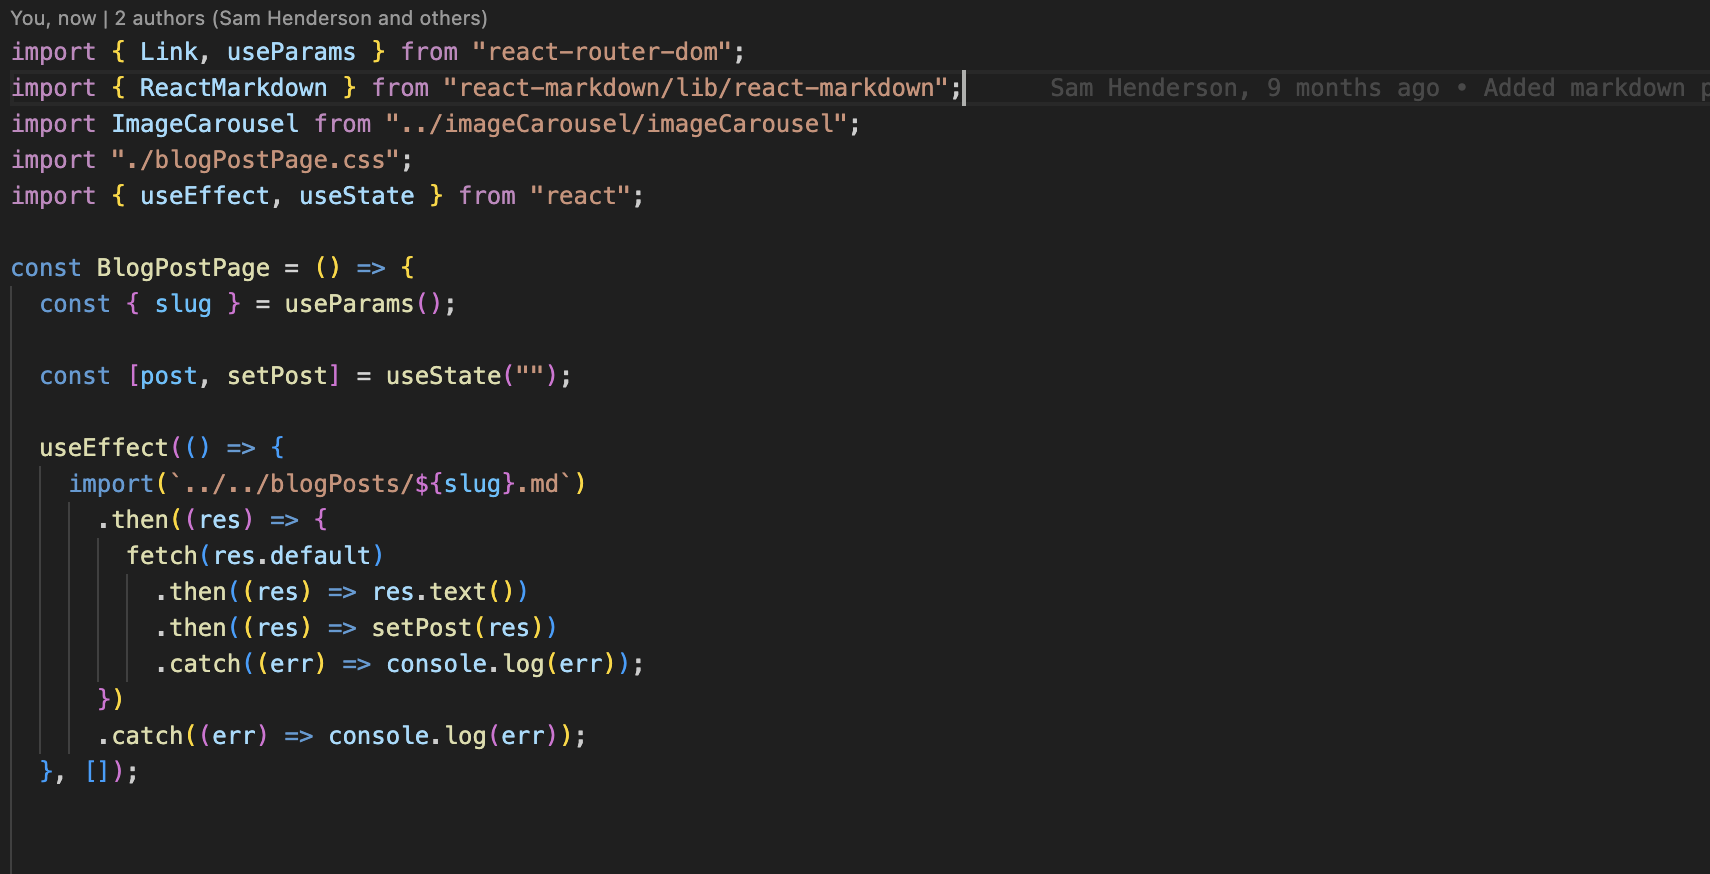 You, now | 2 authors (Sam Henderson and others)
import { Link, useParams } from "react-router-dom";
import { ReactMarkdown } from "react-markdown/lib/react-markdown"; Sam Henderson, 9 months ago • Added markdown
import ImageCarousel from "../imageCarousel/imageCarousel";
import "./blogPostPage.css";
import { useEffect, useState } from "react";
const BlogPostPage = () => {
const { slug } = useParams();
const [post, setPost] = useState("");
useEffect(() => {
import(`../../blogPosts/${slug}.md`)
.then((res) => {
fetch(res.default)
.then((res) => res.text())
.then((res) => setPost(res))
.catch((err) => console.log(err));
})
.catch((err) => console.log(err));
}, []);